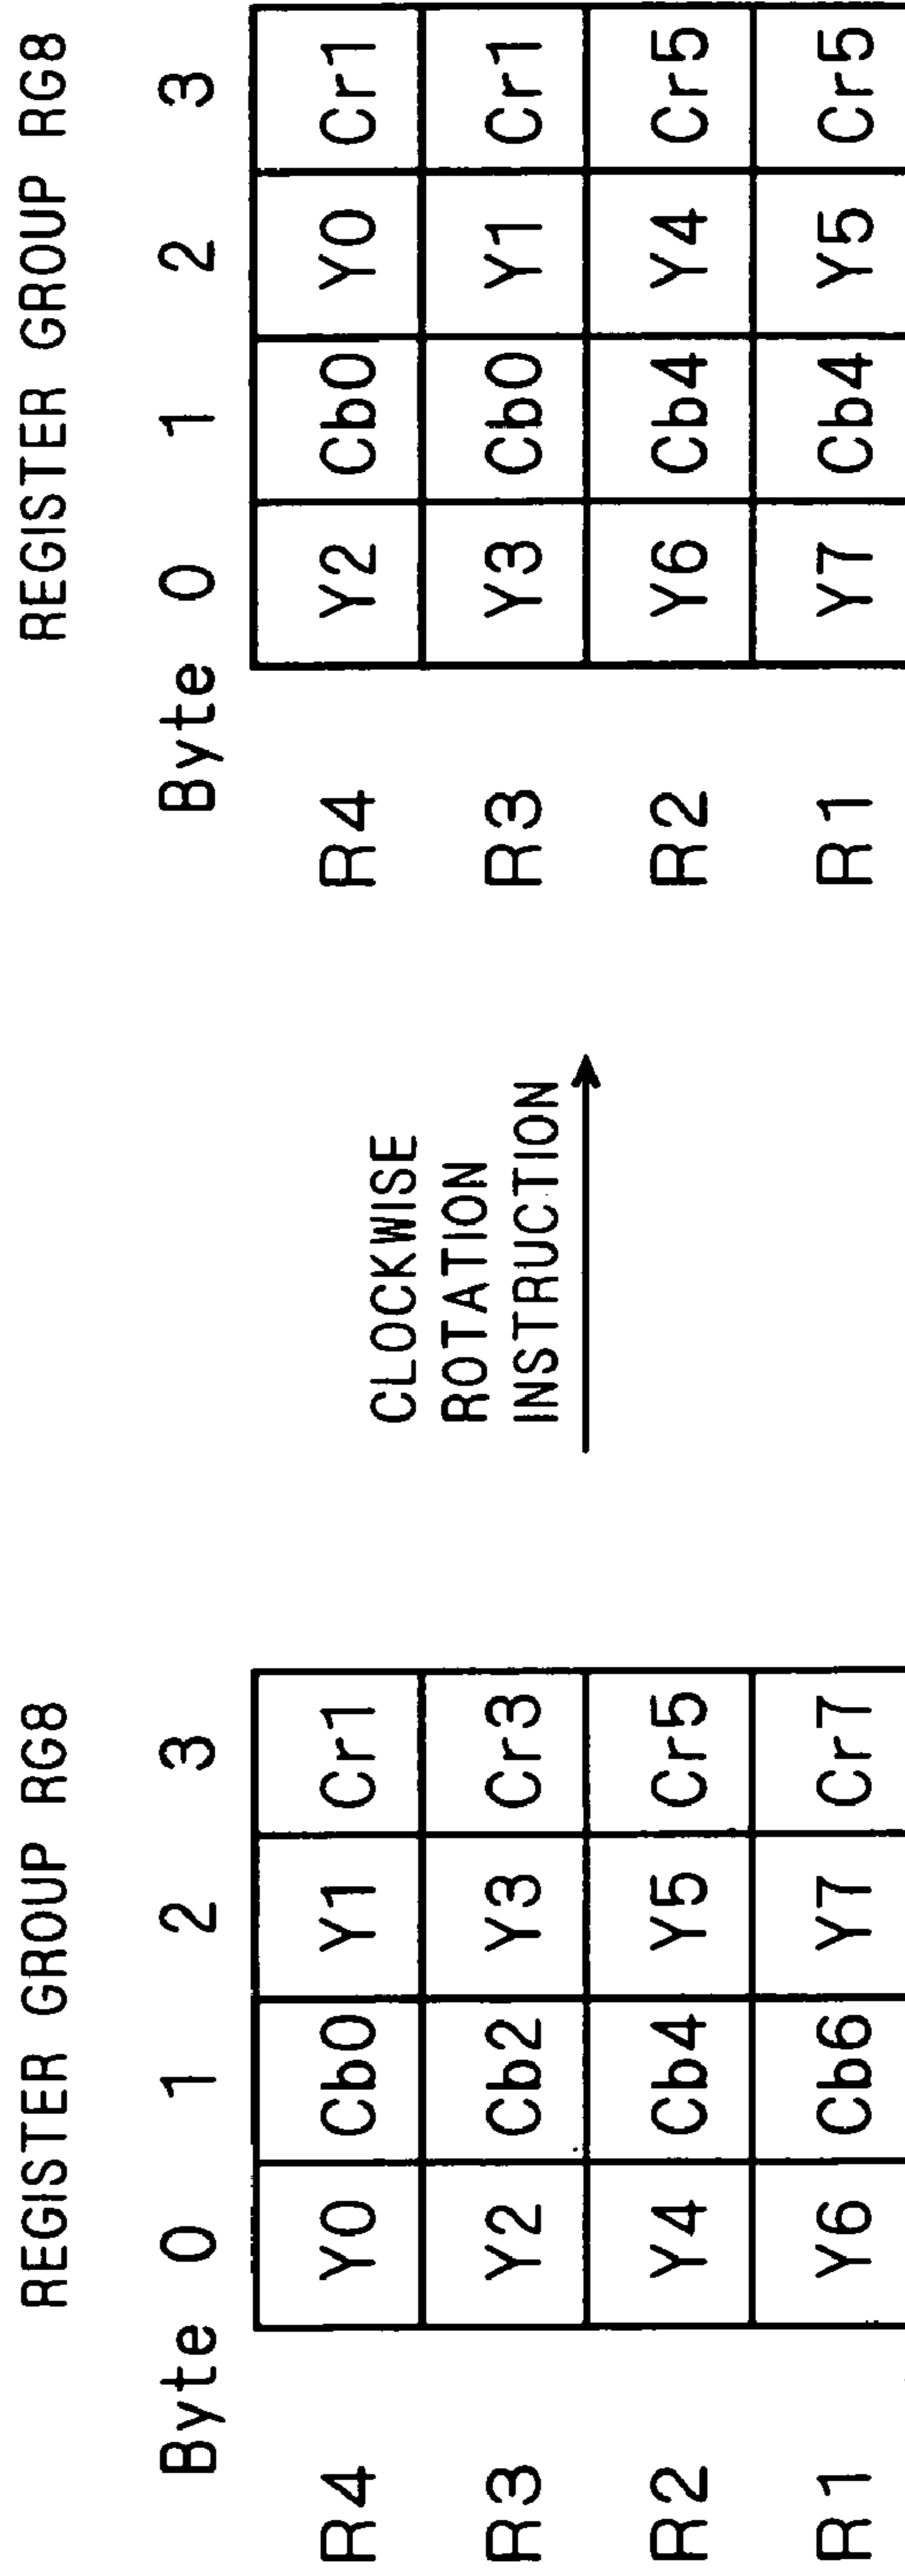 REGISTER GROUP RG8
Byte 0 1 2 3
R4 Y0 Cb0 Y1 Cr1
R3 Y2 Cb2 Y3 Cr3
R2 Y4 Cb4 Y5 Cr5
R1 Y6 Cb6 Y7 Cr7
CLOCKWISE
ROTATION
INSTRUCTION
REGISTER GROUP RG8
Byte 0 1 2 3
R4 Y2 Cb0 Y0 Cr1
R3 Y3 Cb0 Y1 Cr1
R2 Y6 Cb4 Y4 Cr5
R1 Y7 Cb4 Y5 Cr5